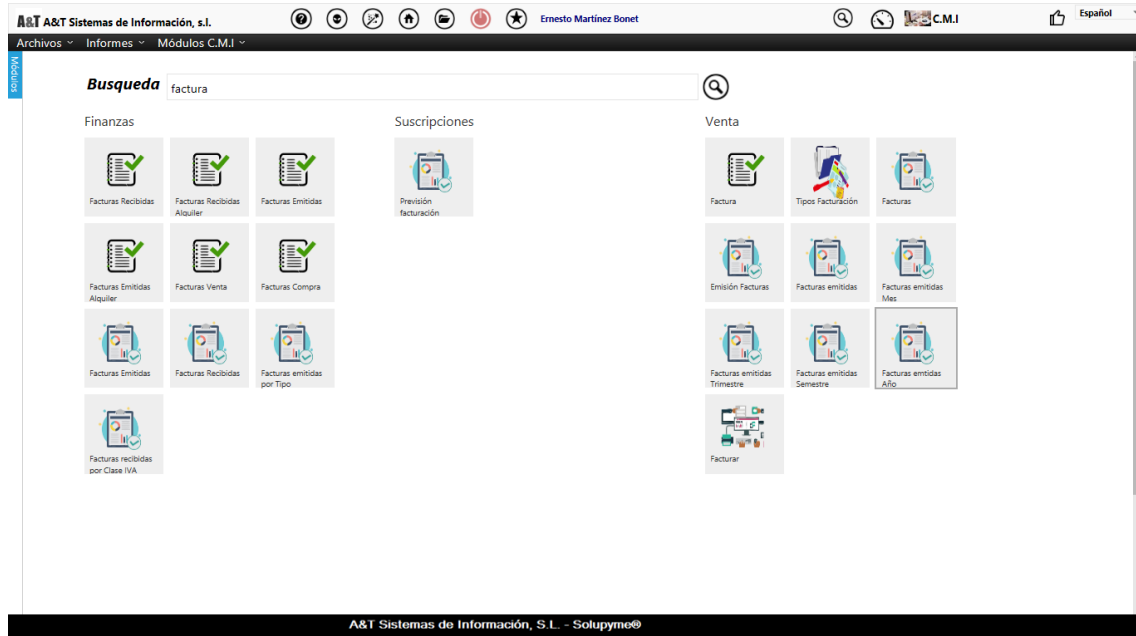 A&T A&T Sistemas de Información, s.l.
Ernesto Martínez Bonet
C.M.I
Español
Archivos Informes Módulos C.M.I
Módulos
Busqueda factura
Finanzas
Facturas Recibidas
Facturas Recibidas
Alquiler
Facturas Emitidas
Facturas Emitidas
Alquiler
Facturas Venta
Facturas Compra
Facturas Emitidas
Facturas Recibidas
Facturas emitidas
por Tipo
Facturas recibidas
por Clase IVA
Suscripciones
Previsión
facturación
Venta
Factura
Tipos Facturación
Facturas
Emisión Facturas
Facturas emitidas
Facturas emitidas
Mes
Facturas emitidas
Trimestre
Facturas emitidas
Semestre
Facturas emtidas
Año
Facturar
A&T Sistemas de Información, S.L. - Solupyme®